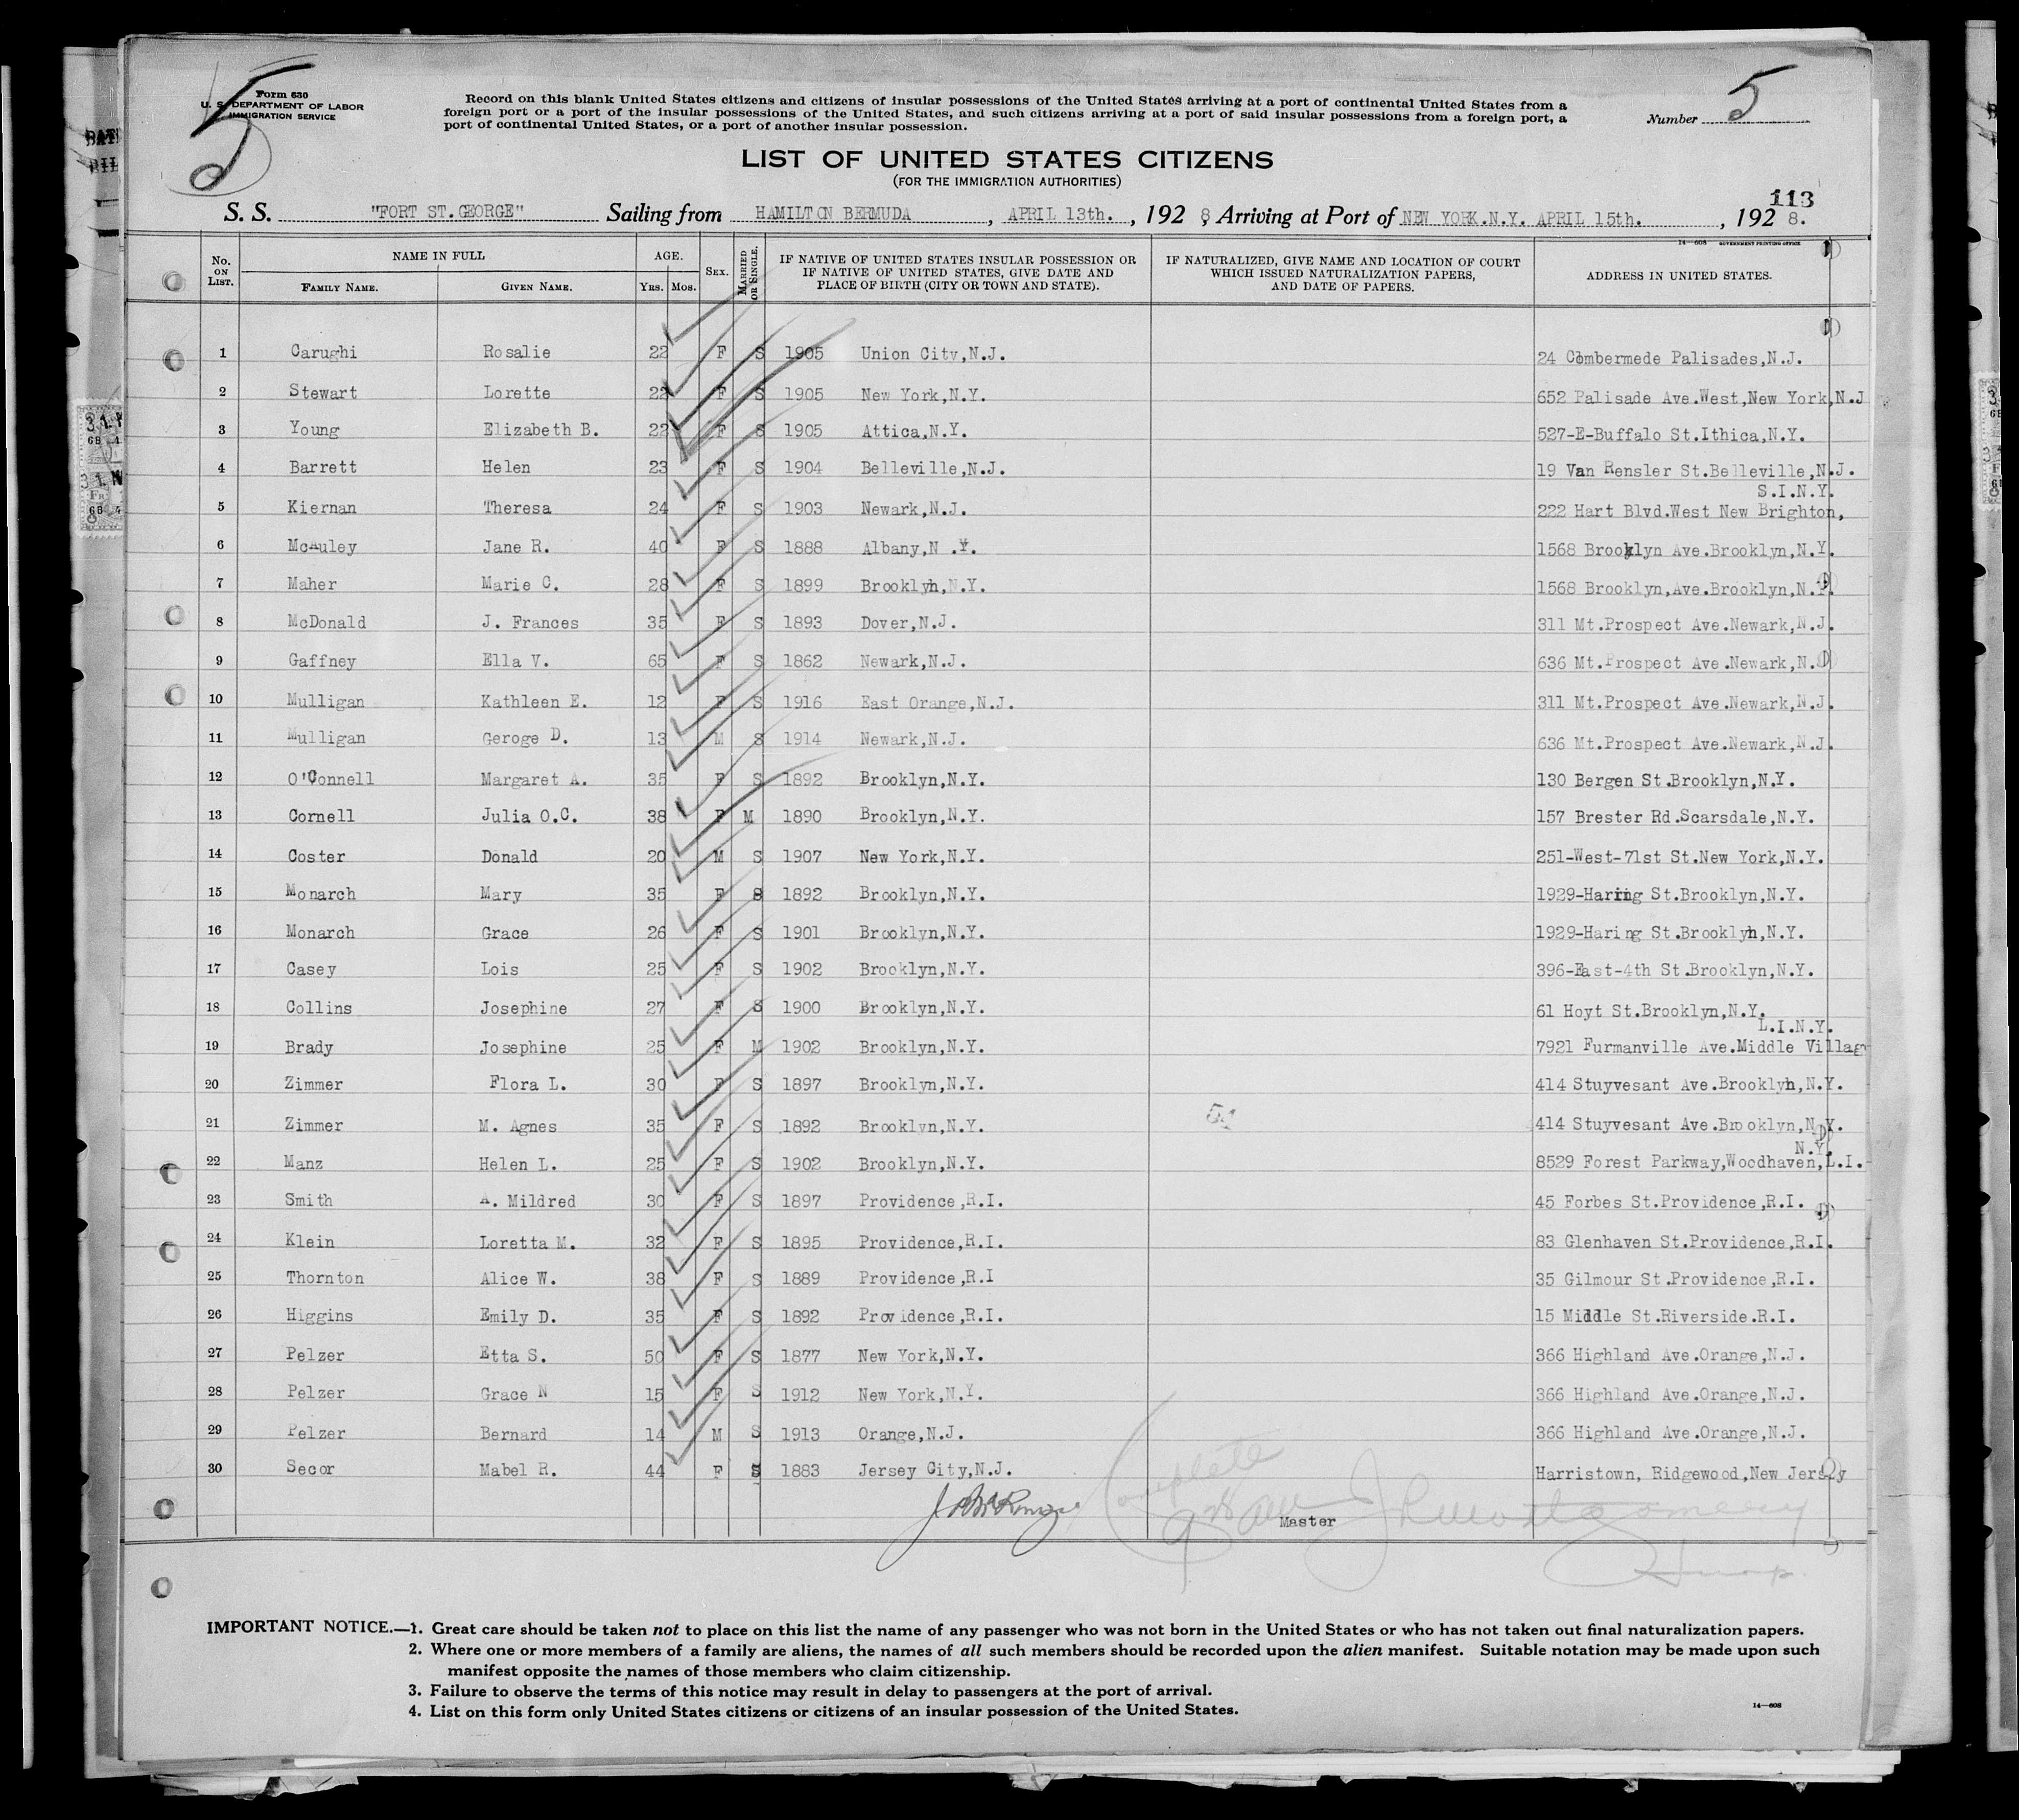 5
Form 630
U. S. DEPARTMENT OF LABOR
IMMIGRATION SERVICE
Record on this blank United States citizens and citizens of insular possessions of the United States arriving at a port of continental United States from a
foreign port or a port of the insular possessions of the United States, and such citizens arriving at a port of said insular possessions from a foreign port, a
port of continental United States, or a port of another insular possession.
Number 5
LIST OF UNITED STATES CITIZENS
(FOR THE IMMIGRATION AUTHORITIES)
113
S. S. "FORT ST.GEORGE" Sailing from HAMILTON BERMUDA, APRIL 13th., 192 8, Arriving at Port of NEW YORK.N.Y. APRIL 15th., 192 8.
14—608 GOVERNMENT PRINTING OFFICE
No. ON LIST. NAME IN FULL FAMILY NAME. GIVEN NAME. AGE. YRS. MOS. SEX. MARRIED OR SINGLE. IF NATIVE OF UNITED STATES INSULAR POSSESSION OR IF NATIVE OF UNITED STATES, GIVE DATE AND PLACE OF BIRTH (CITY OR TOWN AND STATE). IF NATURALIZED, GIVE NAME AND LOCATION OF COURT WHICH ISSUED NATURALIZATION PAPERS, AND DATE OF PAPERS. ADDRESS IN UNITED STATES.
1 Carughi Rosalie 22 F S 1905 Union City,N.J. 24 Combermede Palisades,N.J.
2 Stewart Lorette 22 F S 1905 New York,N.Y. 652 Palisade Ave.West,New York,N.J
3 Young Elizabeth B. 22 F S 1905 Attica,N.Y. 527-E-Buffalo St.Ithica,N.Y.
4 Barrett Helen 23 F S 1904 Belleville,N.J. 19 Van Rensler St.Belleville,N.J.
S.I.N.Y.
5 Kiernan Theresa 24 F S 1903 Newark,N.J. 222 Hart Blvd.West New Brighton,
6 McAuley Jane R. 40 F S 1888 Albany,N .Y. 1568 Brooklyn Ave.Brooklyn,N.Y.
7 Maher Marie C. 28 F S 1899 Brooklyn,N.Y. 1568 Brooklyn,Ave.Brooklyn,N.Y.
8 McDonald J. Frances 35 F S 1893 Dover,N.J. 311 Mt.Prospect Ave.Newark,N.J.
9 Gaffney Ella V. 65 F S 1862 Newark,N.J. 636 Mt.Prospect Ave.Newark,N.J
10 Mulligan Kathleen E. 12 F S 1916 East Orange,N.J. 311 Mt.Prospect Ave.Newark,N.J.
11 Mulligan Geroge D. 13 M S 1914 Newark,N.J. 636 Mt.Prospect Ave.Newark,N.J.
12 O'Connell Margaret A. 35 F S 1892 Brooklyn,N.Y. 130 Bergen St.Brooklyn,N.Y.
13 Cornell Julia O.C. 38 F M 1890 Brooklyn,N.Y. 157 Brester Rd.Scarsdale,N.Y.
14 Coster Donald 20 M S 1907 New York,N.Y. 251-West-71st St.New York,N.Y.
15 Monarch Mary 35 F S 1892 Brooklyn,N.Y. 1929-Haring St.Brooklyn,N.Y.
16 Monarch Grace 26 F S 1901 Brooklyn,N.Y. 1929-Haring St.Brooklyn,N.Y.
17 Casey Lois 25 F S 1902 Brooklyn,N.Y. 396-East-4th St.Brooklyn,N.Y.
18 Collins Josephine 27 F S 1900 Brooklyn,N.Y. 61 Hoyt St.Brooklyn,N.Y.
L.I.N.Y.
19 Brady Josephine 25 F M 1902 Brooklyn,N.Y. 7921 Furmanville Ave.Middle Village
20 Zimmer Flora L. 30 F S 1897 Brooklyn,N.Y. 414 Stuyvesant Ave.Brooklyn,N.Y.
21 Zimmer M. Agnes 35 F S 1892 Brooklyn,N.Y. 414 Stuyvesant Ave.Brooklyn,N.Y.
N.Y.
22 Manz Helen L. 25 F S 1902 Brooklyn,N.Y. 8529 Forest Parkway,Woodhaven,L.I.
23 Smith A. Mildred 30 F S 1897 Providence,R.I. 45 Forbes St.Providence,R.I.
24 Klein Loretta M. 32 F S 1895 Providence,R.I. 83 Glenhaven St.Providence,R.I.
25 Thornton Alice W. 38 F S 1889 Providence,R.I 35 Gilmour St.Providence,R.I.
26 Higgins Emily D. 35 F S 1892 Providence,R.I. 15 Middle St.Riverside.R.I.
27 Pelzer Etta S. 50 F S 1877 New York,N.Y. 366 Highland Ave.Orange,N.J.
28 Pelzer Grace N 15 F S 1912 New York,N.Y. 366 Highland Ave.Orange,N.J.
29 Pelzer Bernard 14 M S 1913 Orange,N.J. 366 Highland Ave.Orange,N.J.
30 Secor Mabel R. 44 F S 1883 Jersey City,N.J. Harristown, Ridgewood,New Jersey
Complete
Master
IMPORTANT NOTICE.—1. Great care should be taken not to place on this list the name of any passenger who was not born in the United States or who has not taken out final naturalization papers.
2. Where one or more members of a family are aliens, the names of all such members should be recorded upon the alien manifest. Suitable notation may be made upon such
manifest opposite the names of those members who claim citizenship.
3. Failure to observe the terms of this notice may result in delay to passengers at the port of arrival.
4. List on this form only United States citizens or citizens of an insular possession of the United States.
14—608